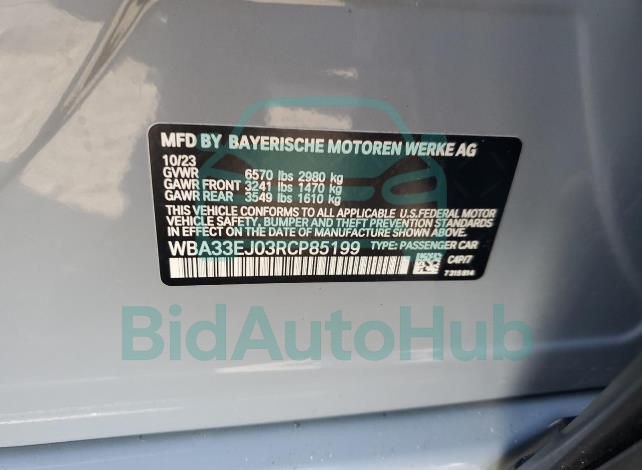 MFD BY BAYERISCHE MOTOREN WERKE AG
10/23
GVWR 6570 lbs 2980 kg
GAWR FRONT 3241 lbs 1470 kg
GAWR REAR 3549 lbs 1610 kg
THIS VEHICLE CONFORMS TO ALL APPLICABLE U.S.FEDERAL MOTOR
VEHICLE SAFETY, BUMPER AND THEFT PREVENTION STANDARDS
IN EFFECT ON THE DATE OF MANUFACTURE SHOWN ABOVE.
WBA33EJ03RCP85199 TYPE: PASSENGER CAR
C4P/7
7315814
BidAutoHub